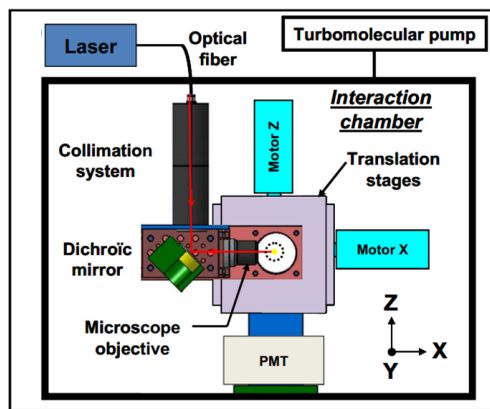 Laser
Optical
fiber
Turbomolecular pump
Interaction
chamber
Motor Z
Collimation
system
Translation
stages
Dichroïc
mirror
Motor X
Microscope
objective
PMT
Z
X
Y